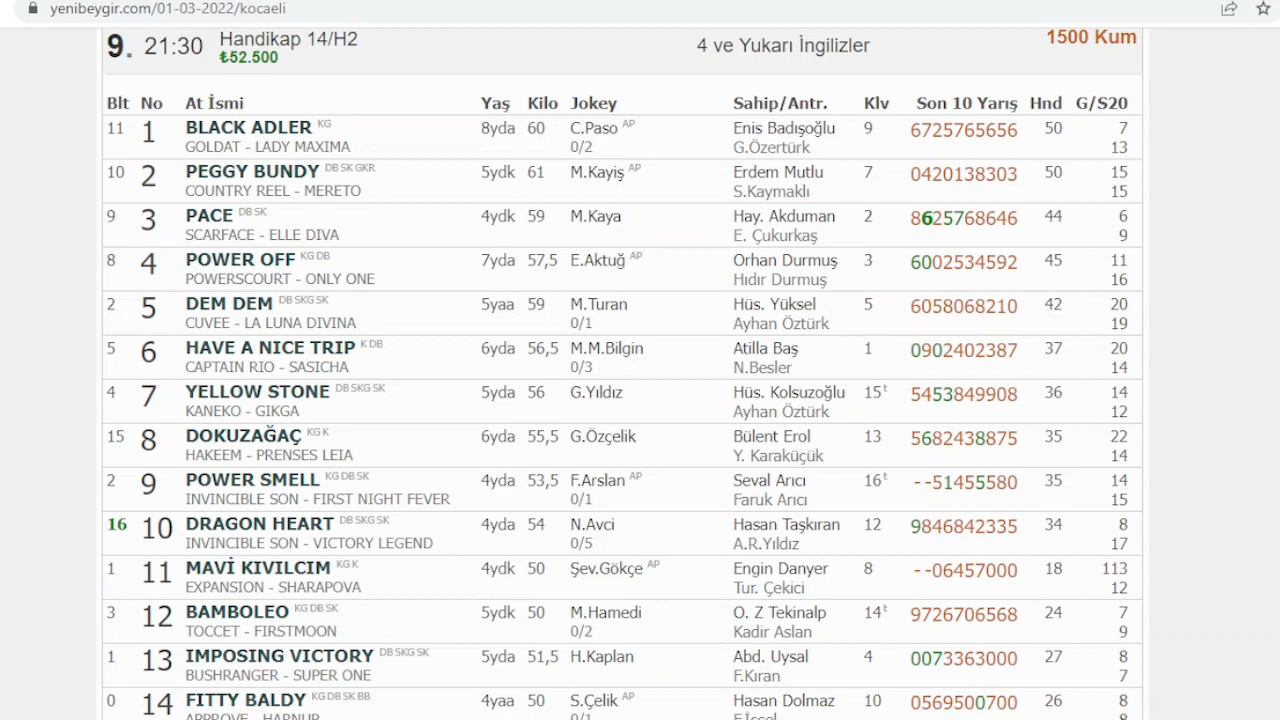 yenibeygir.com/01-03-2022/kocaeli
9. 21:30 Handikap 14/H2 4 ve Yukarı İngilizler 1500 Kum
₺52.500
Blt No At İsmi Yaş Kilo Jokey Sahip/Antr. Klv Son 10 Yarış Hnd G/S20
11 1 BLACK ADLER KG 8yda 60 C.Paso AP Enis Badışoğlu 9 6725765656 50 7
GOLDAT - LADY MAXIMA 0/2 G.Özertürk 13
10 2 PEGGY BUNDY DB SK GKR 5ydk 61 M.Kayiş AP Erdem Mutlu 7 0420138303 50 15
COUNTRY REEL - MERETO S.Kaymaklı 15
9 3 PACE DB SK 4ydk 59 M.Kaya Hay. Akduman 2 8625768646 44 6
SCARFACE - ELLE DIVA E. Çukurkaş 9
8 4 POWER OFF KG DB 7yda 57,5 E.Aktuğ AP Orhan Durmuş 3 6002534592 45 11
POWERSCOURT - ONLY ONE Hıdır Durmuş 16
2 5 DEM DEM DB SKG SK 5yaa 59 M.Turan Hüs. Yüksel 5 6058068210 42 20
CUVEE - LA LUNA DIVINA 0/1 Ayhan Öztürk 19
5 6 HAVE A NICE TRIP K DB 6yda 56,5 M.M.Bilgin Atilla Baş 1 0902402387 37 20
CAPTAIN RIO - SASICHA 0/3 N.Besler 14
4 7 YELLOW STONE DB SKG SK 5yda 56 G.Yıldız Hüs. Kolsuzoğlu 15t 5453849908 36 14
KANEKO - GIKGA Ayhan Öztürk 12
15 8 DOKUZAĞAÇ KG K 6yda 55,5 G.Özçelik Bülent Erol 13 5682438875 35 22
HAKEEM - PRENSES LEIA Y. Karaküçük 14
2 9 POWER SMELL KG DB SK 4yda 53,5 F.Arslan AP Seval Arıcı 16t --51455580 35 14
INVINCIBLE SON - FIRST NIGHT FEVER 0/1 Faruk Arıcı 15
16 10 DRAGON HEART DB SKG SK 4yda 54 N.Avci Hasan Taşkıran 12 9846842335 34 8
INVINCIBLE SON - VICTORY LEGEND 0/5 A.R.Yıldız 17
1 11 MAVİ KIVILCIM KG K 4ydk 50 Şev.Gökçe AP Engin Danyer 8 --06457000 18 113
EXPANSION - SHARAPOVA Tur. Çekici 12
3 12 BAMBOLEO KG DB SK 5ydk 50 M.Hamedi O. Z Tekinalp 14t 9726706568 24 7
TOCCET - FIRSTMOON 0/2 Kadir Aslan 9
1 13 IMPOSING VICTORY DB SKG SK 5yda 51,5 H.Kaplan Abd. Uysal 4 0073363000 27 8
BUSHRANGER - SUPER ONE F.Kıran 7
0 14 FITTY BALDY KG DB SK BB 4yaa 50 S.Çelik AP Hasan Dolmaz 10 0569500700 26 8
APPROVE - HARNUR 0/1